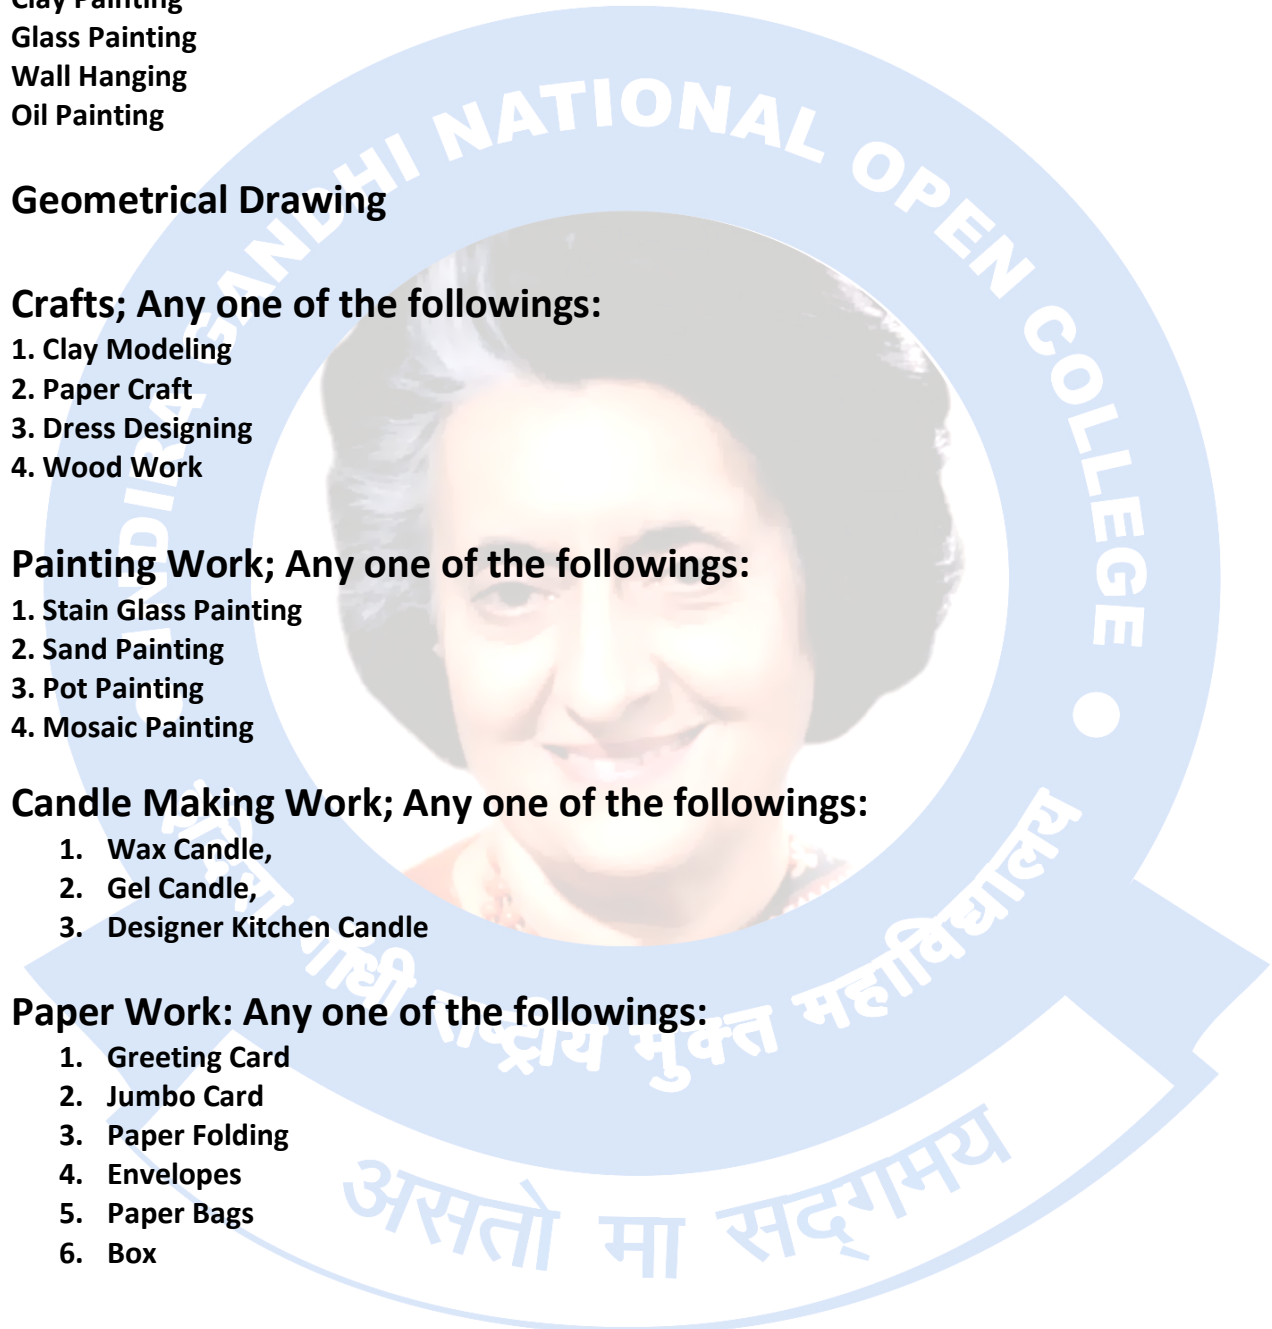 Clay Painting
Glass Painting
Wall Hanging
Oil Painting
Geometrical Drawing
Crafts; Any one of the followings:
1. Clay Modeling
2. Paper Craft
3. Dress Designing
4. Wood Work
Painting Work; Any one of the followings:
1. Stain Glass Painting
2. Sand Painting
3. Pot Painting
4. Mosaic Painting
Candle Making Work; Any one of the followings:
1. Wax Candle,
2. Gel Candle,
3. Designer Kitchen Candle
Paper Work: Any one of the followings:
1. Greeting Card
2. Jumbo Card
3. Paper Folding
4. Envelopes
5. Paper Bags
6. Box
INDIRA GANDHI NATIONAL OPEN COLLEGE
इंदिरा गांधी राष्ट्रीय मुक्त महाविद्यालय
असतो मा सद्गमय